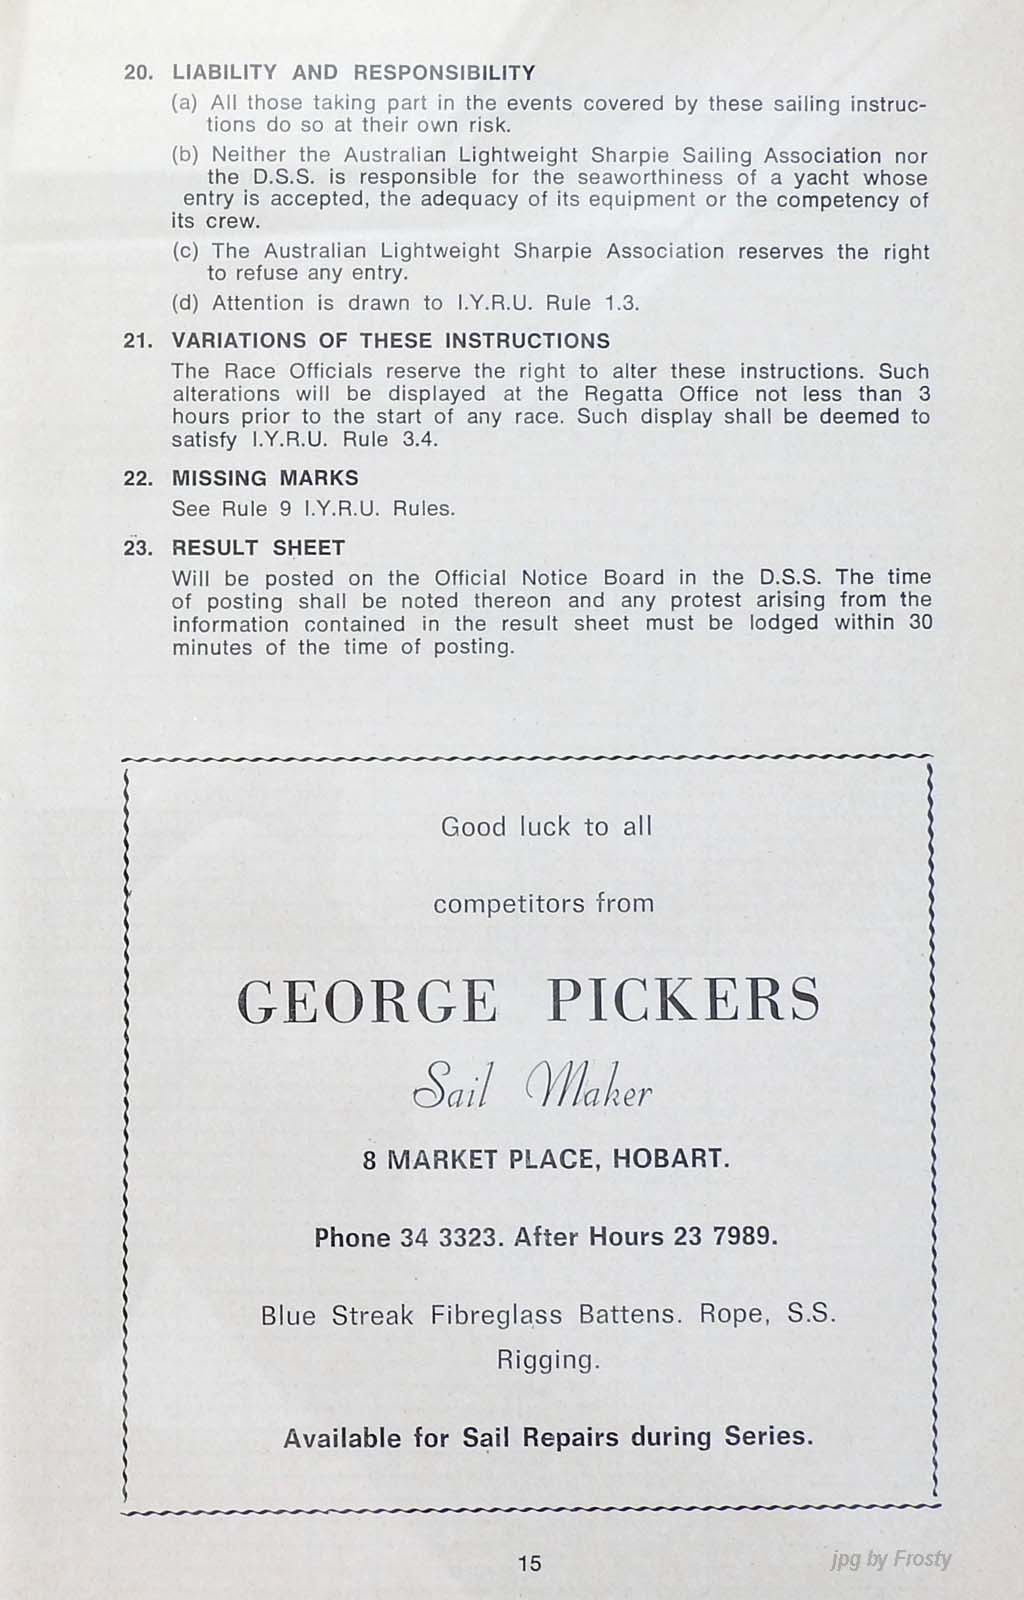 20. LIABILITY AND RESPONSIBILITY
(a) All those taking part in the events covered by these sailing instruc-
tions do so at their own risk.
(b) Neither the Australian Lightweight Sharpie Sailing Association nor
the D.S.S. is responsible for the seaworthiness of a yacht whose
entry is accepted, the adequacy of its equipment or the competency of
its crew.
(c) The Australian Lightweight Sharpie Association reserves the right
to refuse any entry.
(d) Attention is drawn to I.Y.R.U. Rule 1.3.
21. VARIATIONS OF THESE INSTRUCTIONS
The Race Officials reserve the right to alter these instructions. Such
alterations will be displayed at the Regatta Office not less than 3
hours prior to the start of any race. Such display shall be deemed to
satisfy I.Y.R.U. Rule 3.4.
22. MISSING MARKS
See Rule 9 I.Y.R.U. Rules.
23. RESULT SHEET
Will be posted on the Official Notice Board in the D.S.S. The time
of posting shall be noted thereon and any protest arising from the
information contained in the result sheet must be lodged within 30
minutes of the time of posting.
Good luck to all
competitors from
GEORGE PICKERS
Sail Maker
8 MARKET PLACE, HOBART.
Phone 34 3323. After Hours 23 7989.
Blue Streak Fibreglass Battens. Rope, S.S.
Rigging.
Available for Sail Repairs during Series.
15
jpg by Frosty